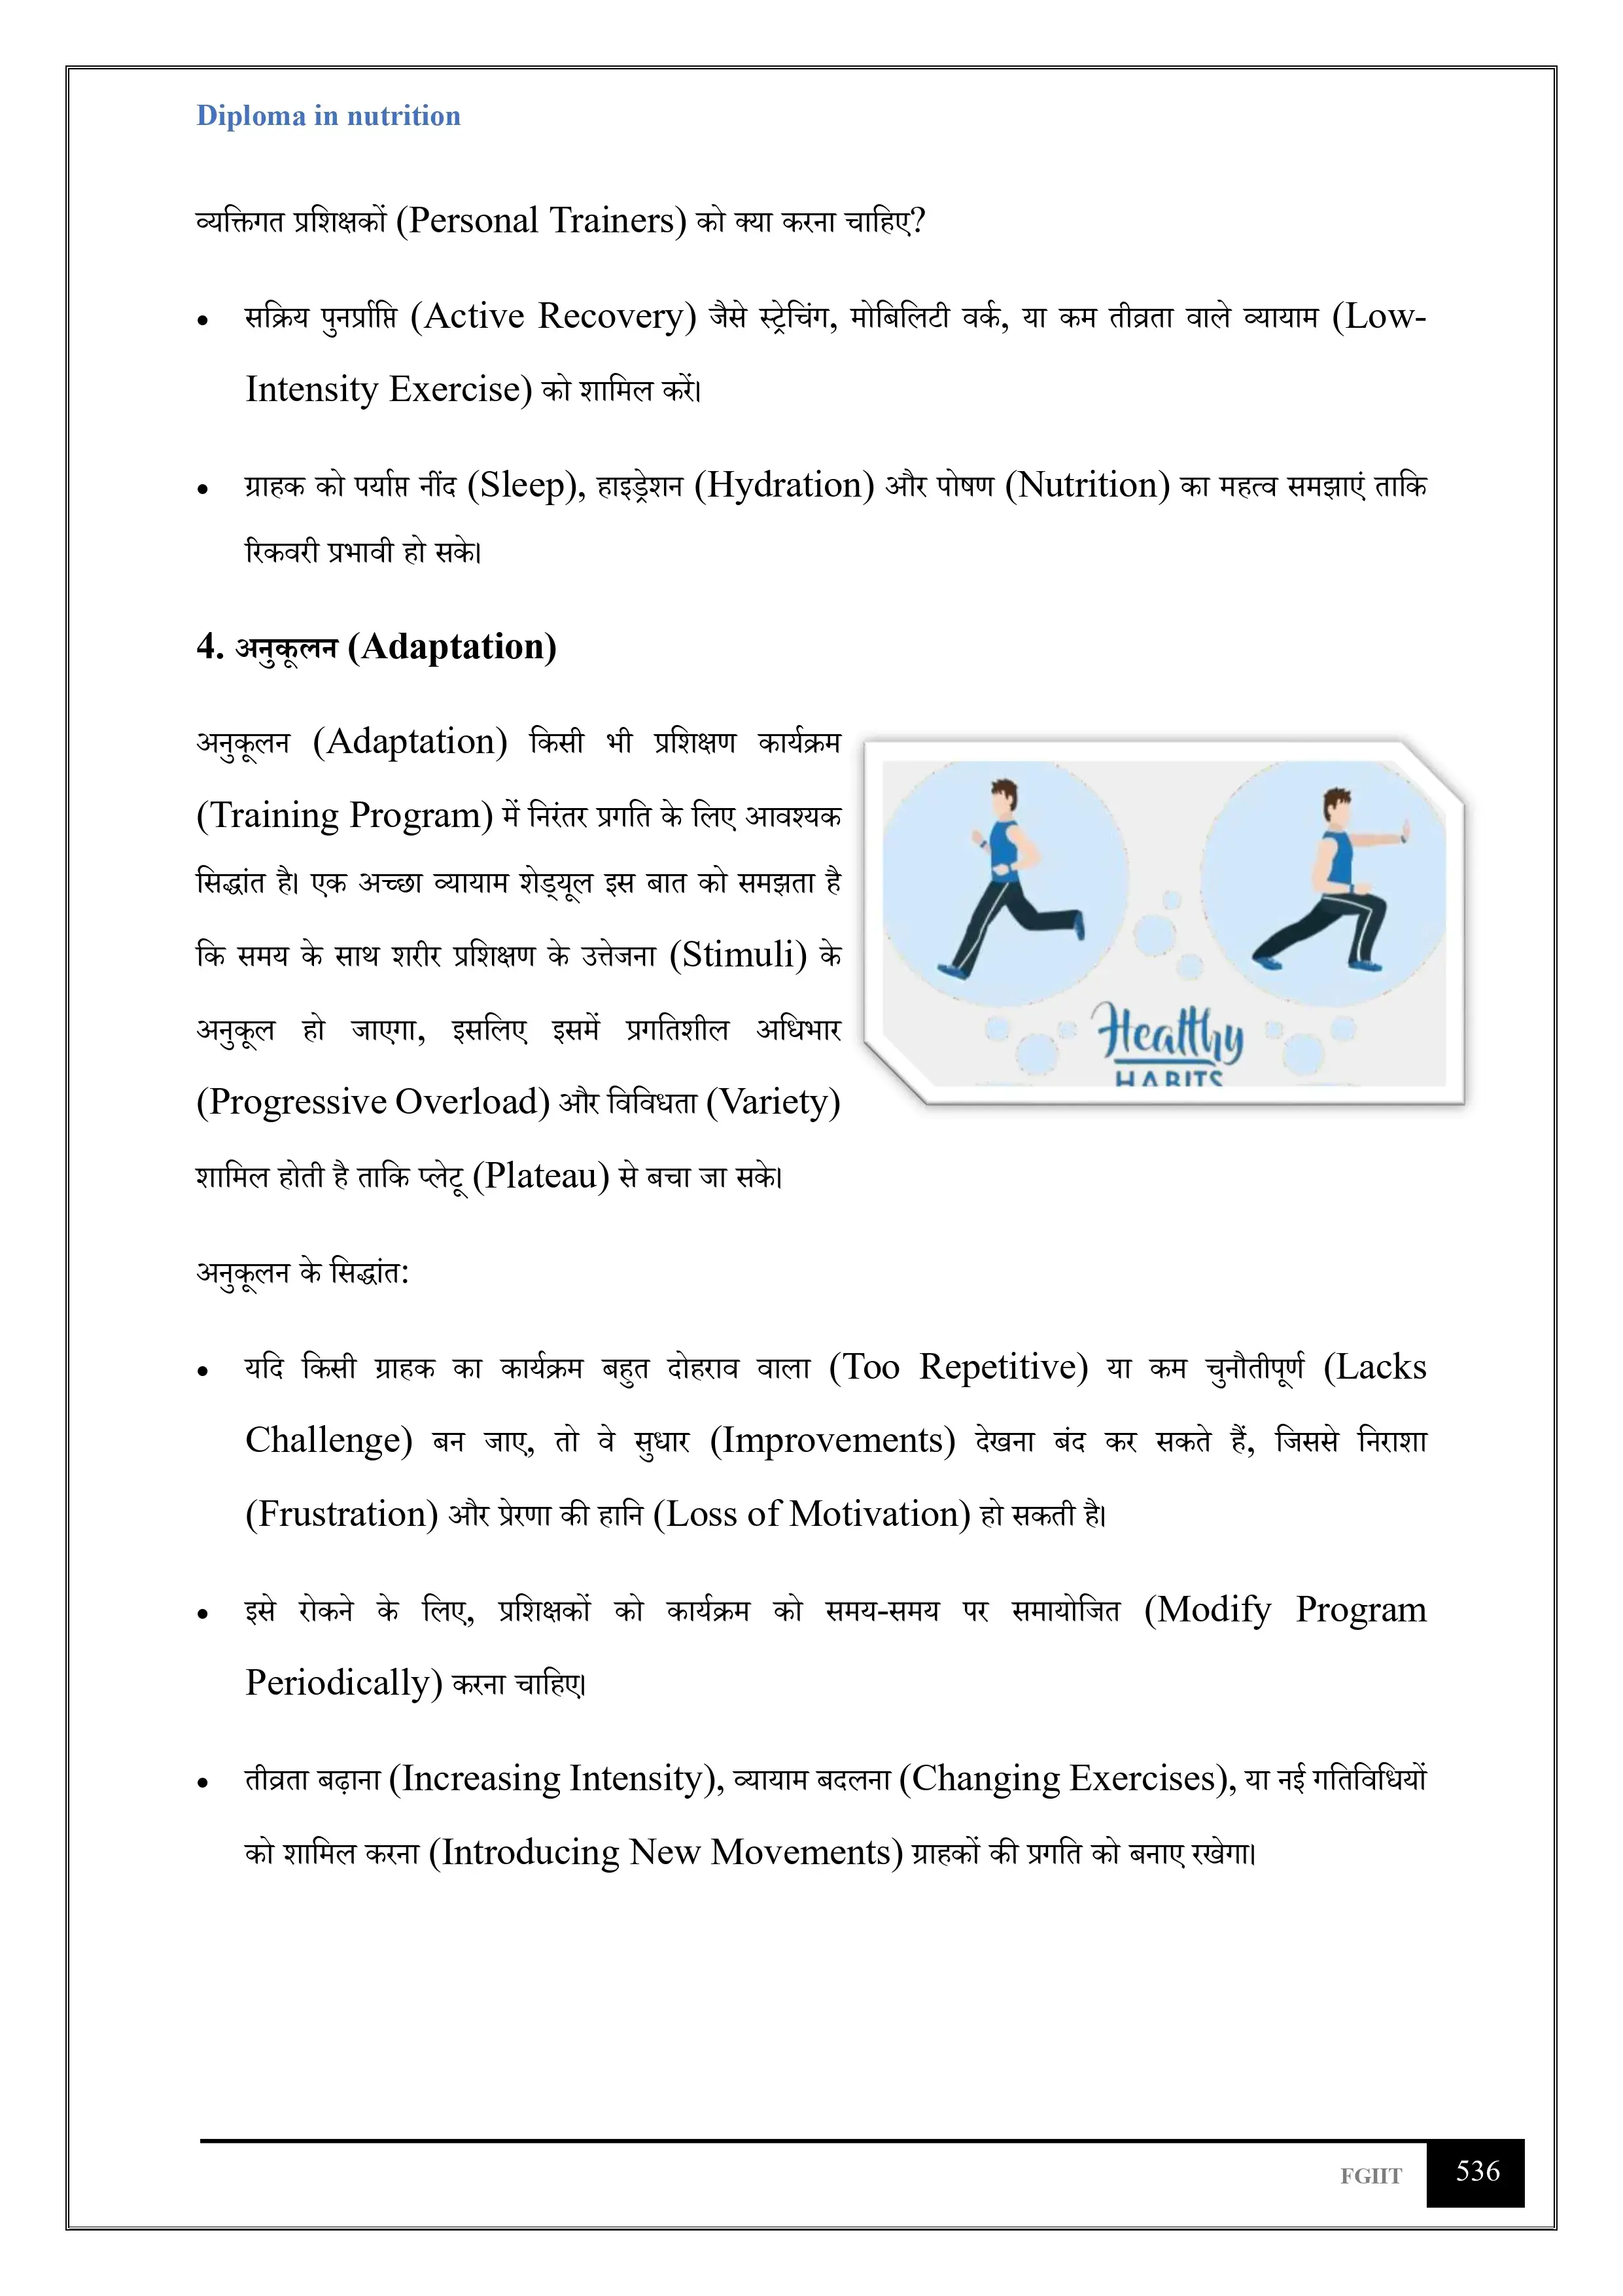 Diploma in nutrition
व्यक्तिगत प्रशिक्षकों (Personal Trainers) को क्या करना चाहिए?
• सक्रिय पुनर्प्राप्ति (Active Recovery) जैसे स्ट्रेचिंग, मोबिलिटी वर्क, या कम तीव्रता वाले व्यायाम (Low-
Intensity Exercise) को शामिल करें।
• ग्राहक को पर्याप्त नींद (Sleep), हाइड्रेशन (Hydration) और पोषण (Nutrition) का महत्व समझाएं ताकि
रिकवरी प्रभावी हो सके।
4. अनुकूलन (Adaptation)
अनुकूलन (Adaptation) किसी भी प्रशिक्षण कार्यक्रम
(Training Program) में निरंतर प्रगति के लिए आवश्यक
सिद्धांत है। एक अच्छा व्यायाम शेड्यूल इस बात को समझता है
कि समय के साथ शरीर प्रशिक्षण के उत्तेजना (Stimuli) के
अनुकूल हो जाएगा, इसलिए इसमें प्रगतिशील अधिभार
(Progressive Overload) और विविधता (Variety)
शामिल होती है ताकि प्लेटू (Plateau) से बचा जा सके।
Healthy
HABITS
अनुकूलन के सिद्धांत:
• यदि किसी ग्राहक का कार्यक्रम बहुत दोहराव वाला (Too Repetitive) या कम चुनौतीपूर्ण (Lacks
Challenge) बन जाए, तो वे सुधार (Improvements) देखना बंद कर सकते हैं, जिससे निराशा
(Frustration) और प्रेरणा की हानि (Loss of Motivation) हो सकती है।
• इसे रोकने के लिए, प्रशिक्षकों को कार्यक्रम को समय-समय पर समायोजित (Modify Program
Periodically) करना चाहिए।
• तीव्रता बढ़ाना (Increasing Intensity), व्यायाम बदलना (Changing Exercises), या नई गतिविधियों
को शामिल करना (Introducing New Movements) ग्राहकों की प्रगति को बनाए रखेगा।
FGIIT 536